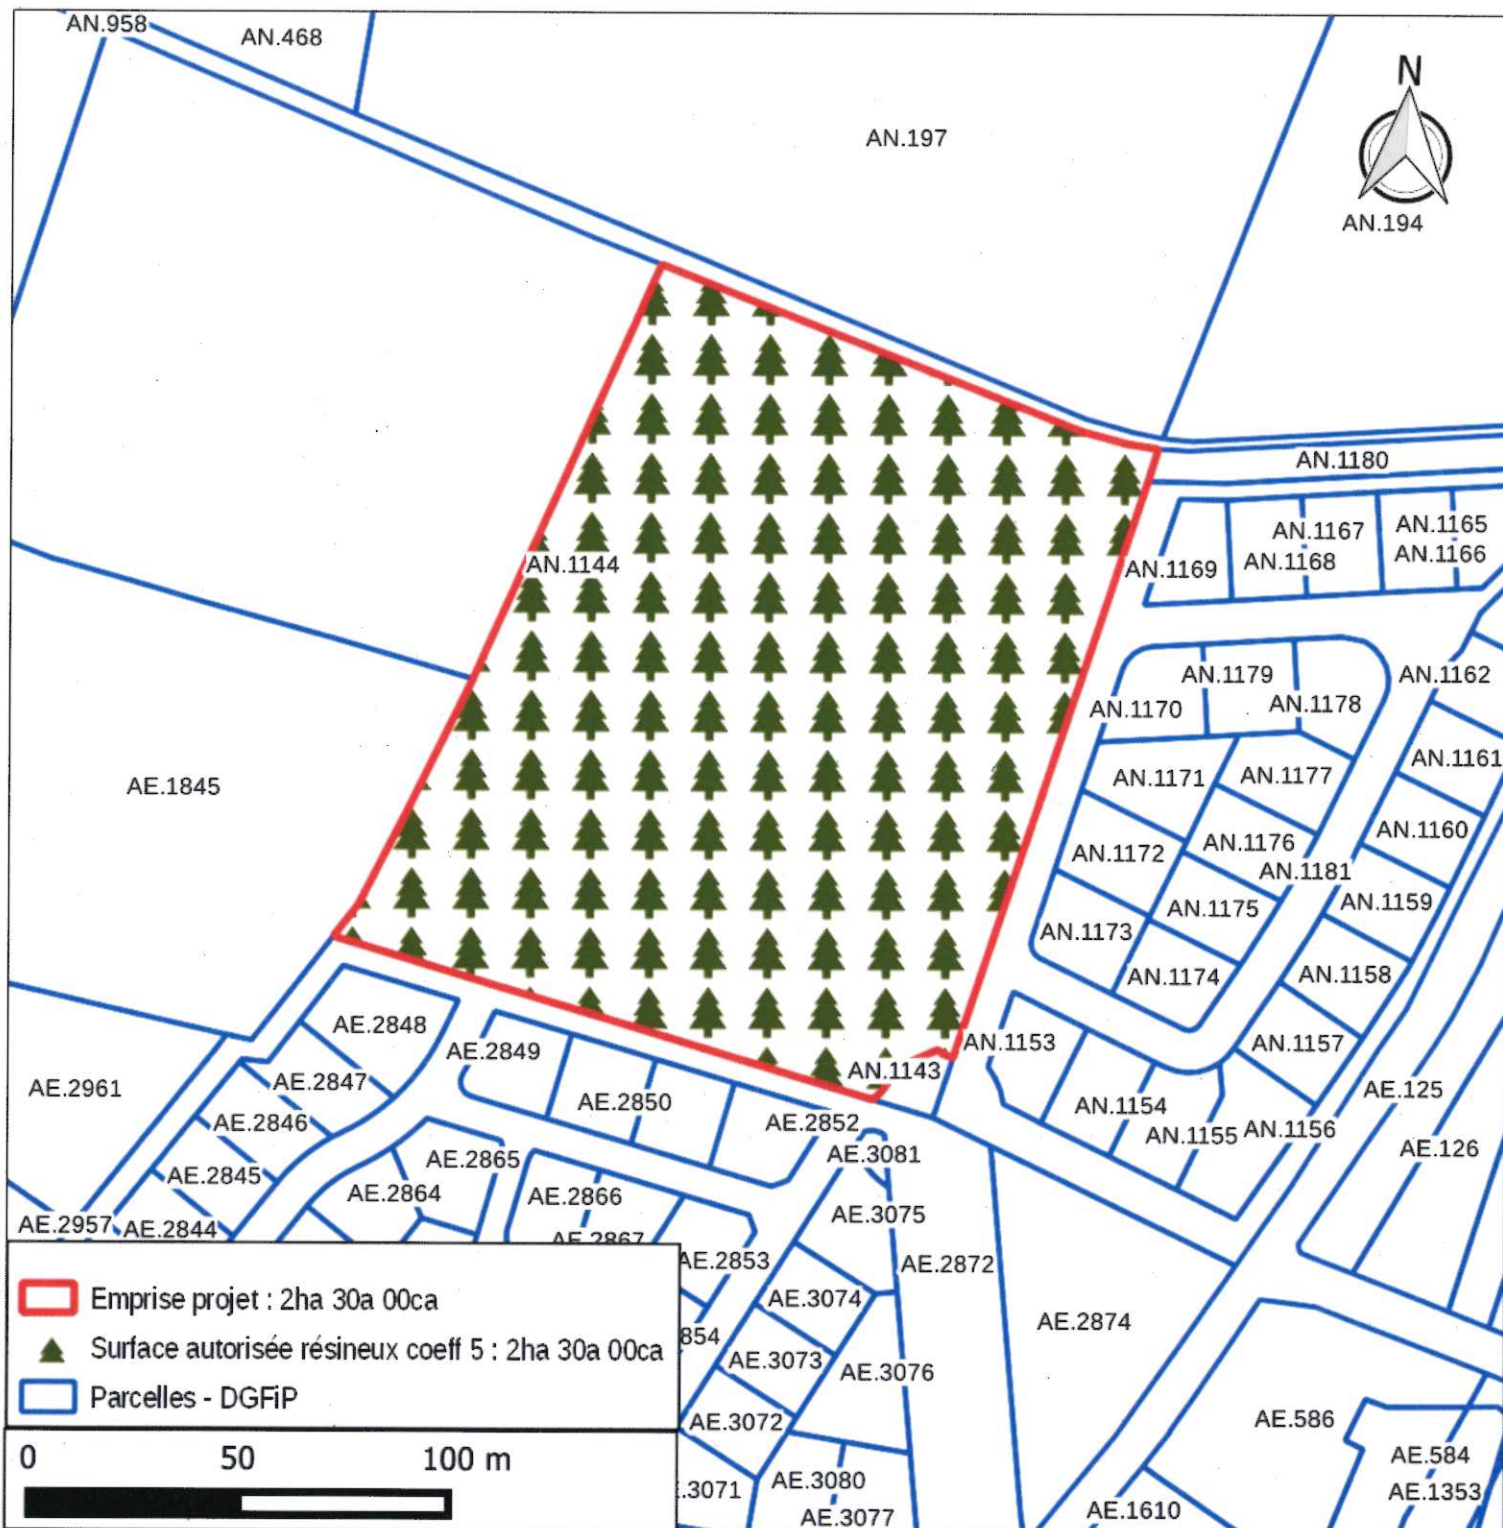 AN.958
AN.468
AN.197
N
AN.194
AN.1180
AN.1167
AN.1165
AN.1168
AN.1166
AN.1169
AN.1144
AN.1179
AN.1162
AN.1170
AN.1178
AN.1161
AN.1171
AN.1177
AE.1845
AN.1160
AN.1172
AN.1176
AN.1181
AN.1159
AN.1175
AN.1173
AN.1174
AN.1158
AE.2848
AE.2849
AN.1153
AN.1157
AN.1143
AE.2961
AE.2847
AE.2850
AE.125
AE.2846
AE.2852
AN.1154
AN.1155
AN.1156
AE.126
AE.3081
AE.2865
AE.2845
AE.2864
AE.2866
AE.3075
AE.2957
AE.2844
AE.2867
AE.2853
AE.2872
AE.3074
AE.2874
854
AE.3073
AE.3076
AE.3072
AE.586
AE.584
.3071
AE.3080
AE.1353
AE.3077
AE.1610
Emprise projet : 2ha 30a 00ca
Surface autorisée résineux coeff 5 : 2ha 30a 00ca
Parcelles - DGFiP
0 50 100 m